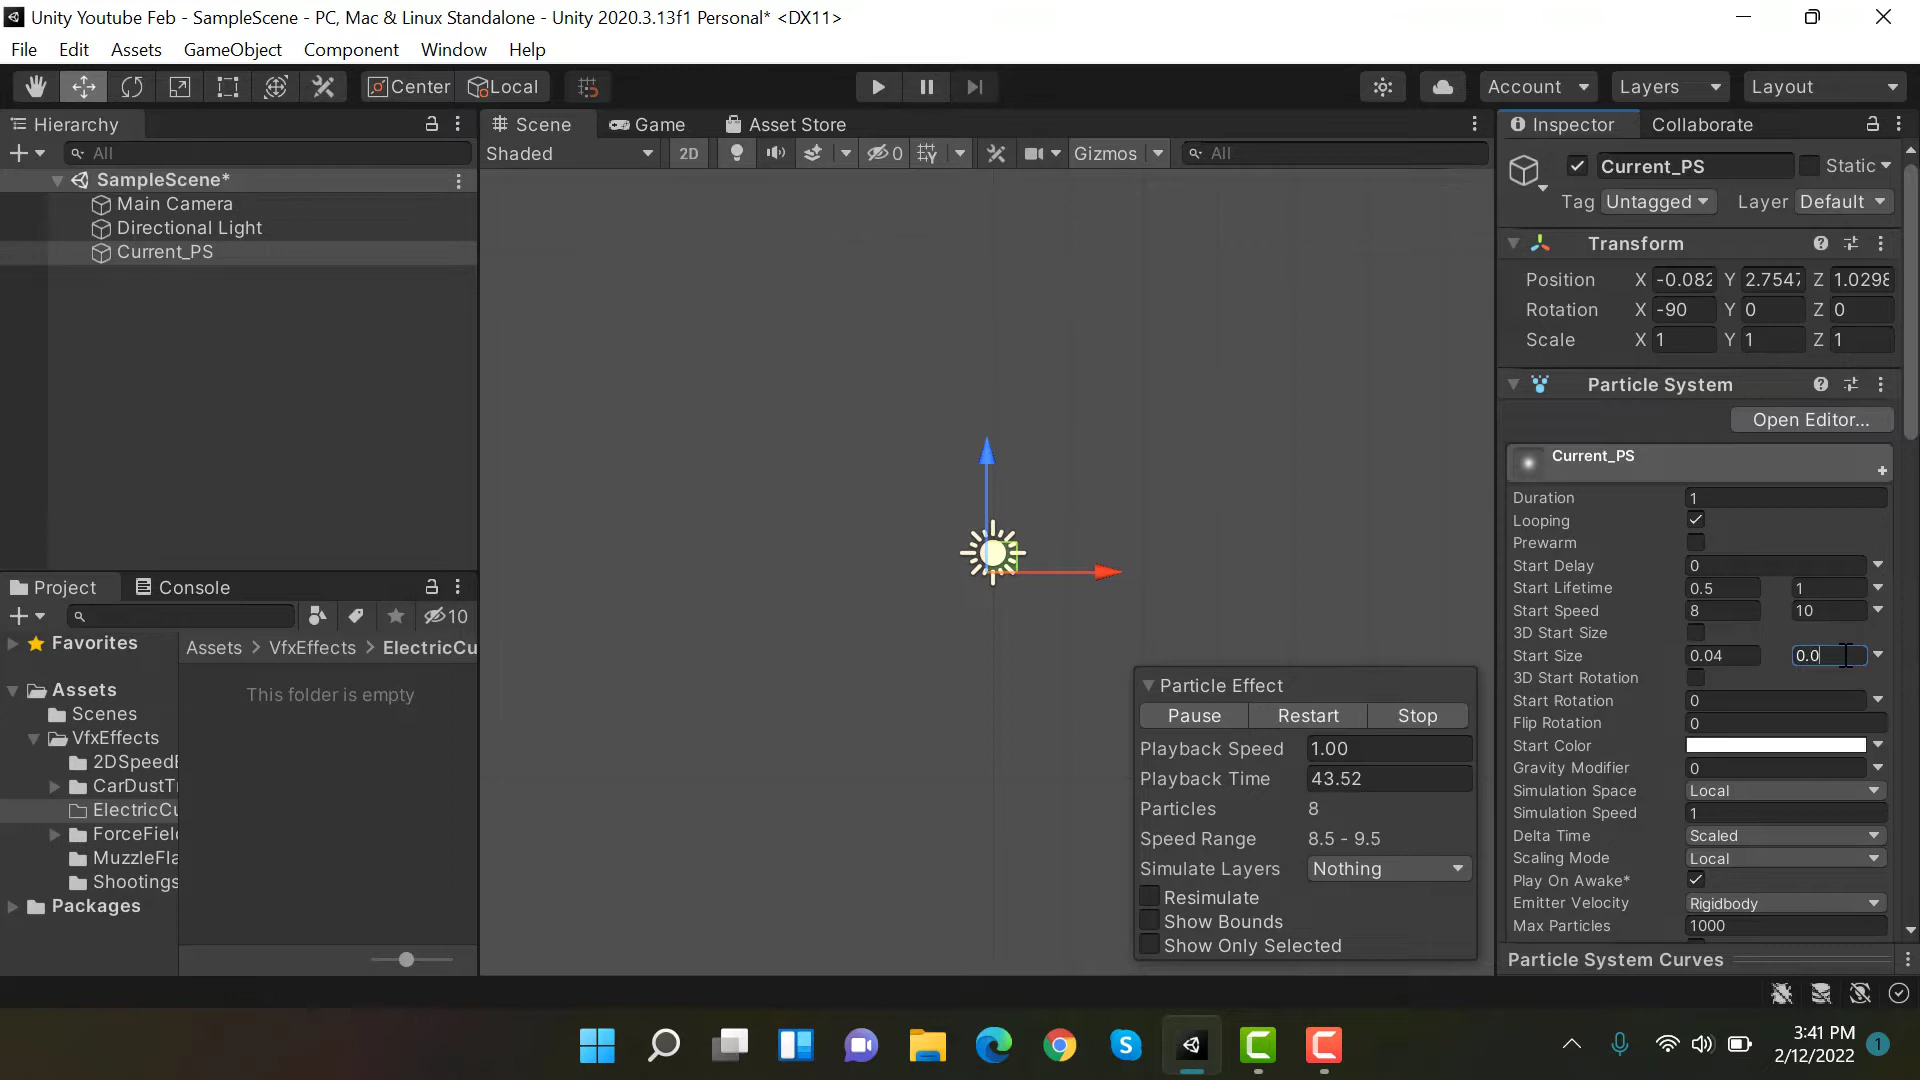 Unity Youtube Feb - SampleScene - PC, Mac & Linux Standalone - Unity 2020.3.13f1 Personal* <DX11>
File Edit Assets GameObject Component Window Help
Center Local Account Layers Layout
Hierarchy
All
SampleScene*
Main Camera
Directional Light
Current_PS
Scene Game Asset Store
Shaded 2D 0 Gizmos All
Inspector Collaborate
Current_PS Static
Tag Untagged Layer Default
Transform
Position X -0.082 Y 2.7547 Z 1.0298
Rotation X -90 Y 0 Z 0
Scale X 1 Y 1 Z 1
Particle System
Open Editor...
Current_PS
Duration 1
Looping
Prewarm
Start Delay 0
Start Lifetime 0.5 1
Start Speed 8 10
3D Start Size
Start Size 0.04 0.0
3D Start Rotation
Start Rotation 0
Flip Rotation 0
Start Color
Gravity Modifier 0
Simulation Space Local
Simulation Speed 1
Delta Time Scaled
Scaling Mode Local
Play On Awake*
Emitter Velocity Rigidbody
Max Particles 1000
Particle System Curves
Project Console
10
Favorites
Assets
Scenes
VfxEffects
2DSpeedE
CarDustTr
ElectricCu
ForceField
MuzzleFla
Shootings
Packages
Assets > VfxEffects > ElectricCu
This folder is empty
Particle Effect
Pause Restart Stop
Playback Speed 1.00
Playback Time 43.52
Particles 8
Speed Range 8.5 - 9.5
Simulate Layers Nothing
Resimulate
Show Bounds
Show Only Selected
3:41 PM
2/12/2022
1